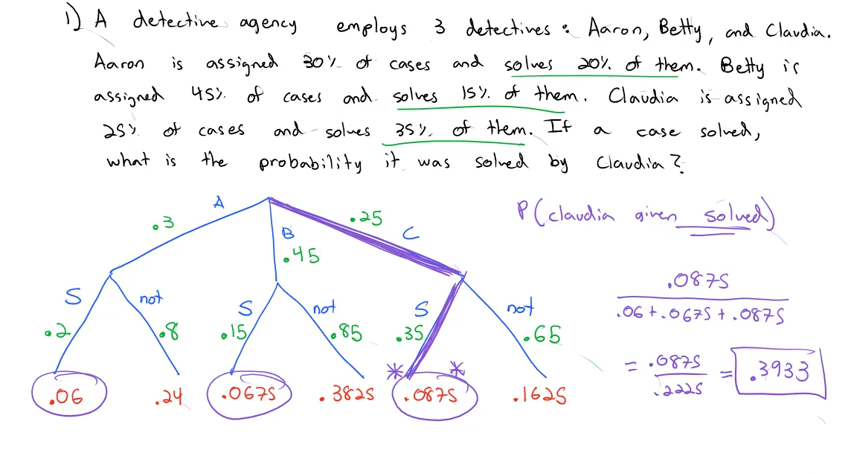 1) A detective agency employs 3 detectives: Aaron, Betty, and Claudia.
Aaron is assigned 30% of cases and solves 20% of them. Betty is
assigned 45% of cases and solves 15% of them. Claudia is assigned
25% of cases and solves 35% of them. If a case solved,
what is the probability it was solved by Claudia?
A
.3
B
.45
.25
C
P(claudia given solved)
S
not
S
not
S
not
.2
.8
.15
.85
.35
.65
* *
.06
.24
.0675
.3825
.0875
.1625
.0875
.06+.0675+.0875
= .0875
.2225
= .3933